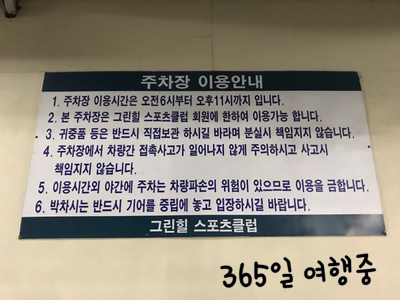 주차장 이용안내
1. 주차장 이용시간은 오전6시부터 오후11시까지 입니다.
2. 본 주차장은 그린힐 스포츠클럽 회원에 한하여 이용가능 합니다.
3. 귀중품 등은 반드시 직접보관 하시길 바라며 분실시 책임지지 않습니다.
4. 주차장에서 차량간 접촉사고가 일어나지 않게 주의하시고 사고시
책임지지 않습니다.
5. 이용시간외 야간에 주차는 차량파손의 위험이 있으므로 이용을 금합니다.
6. 박차시는 반드시 기어를 중립에 놓고 입장하시길 바랍니다.
그린힐 스포츠클럽
365일 여행중